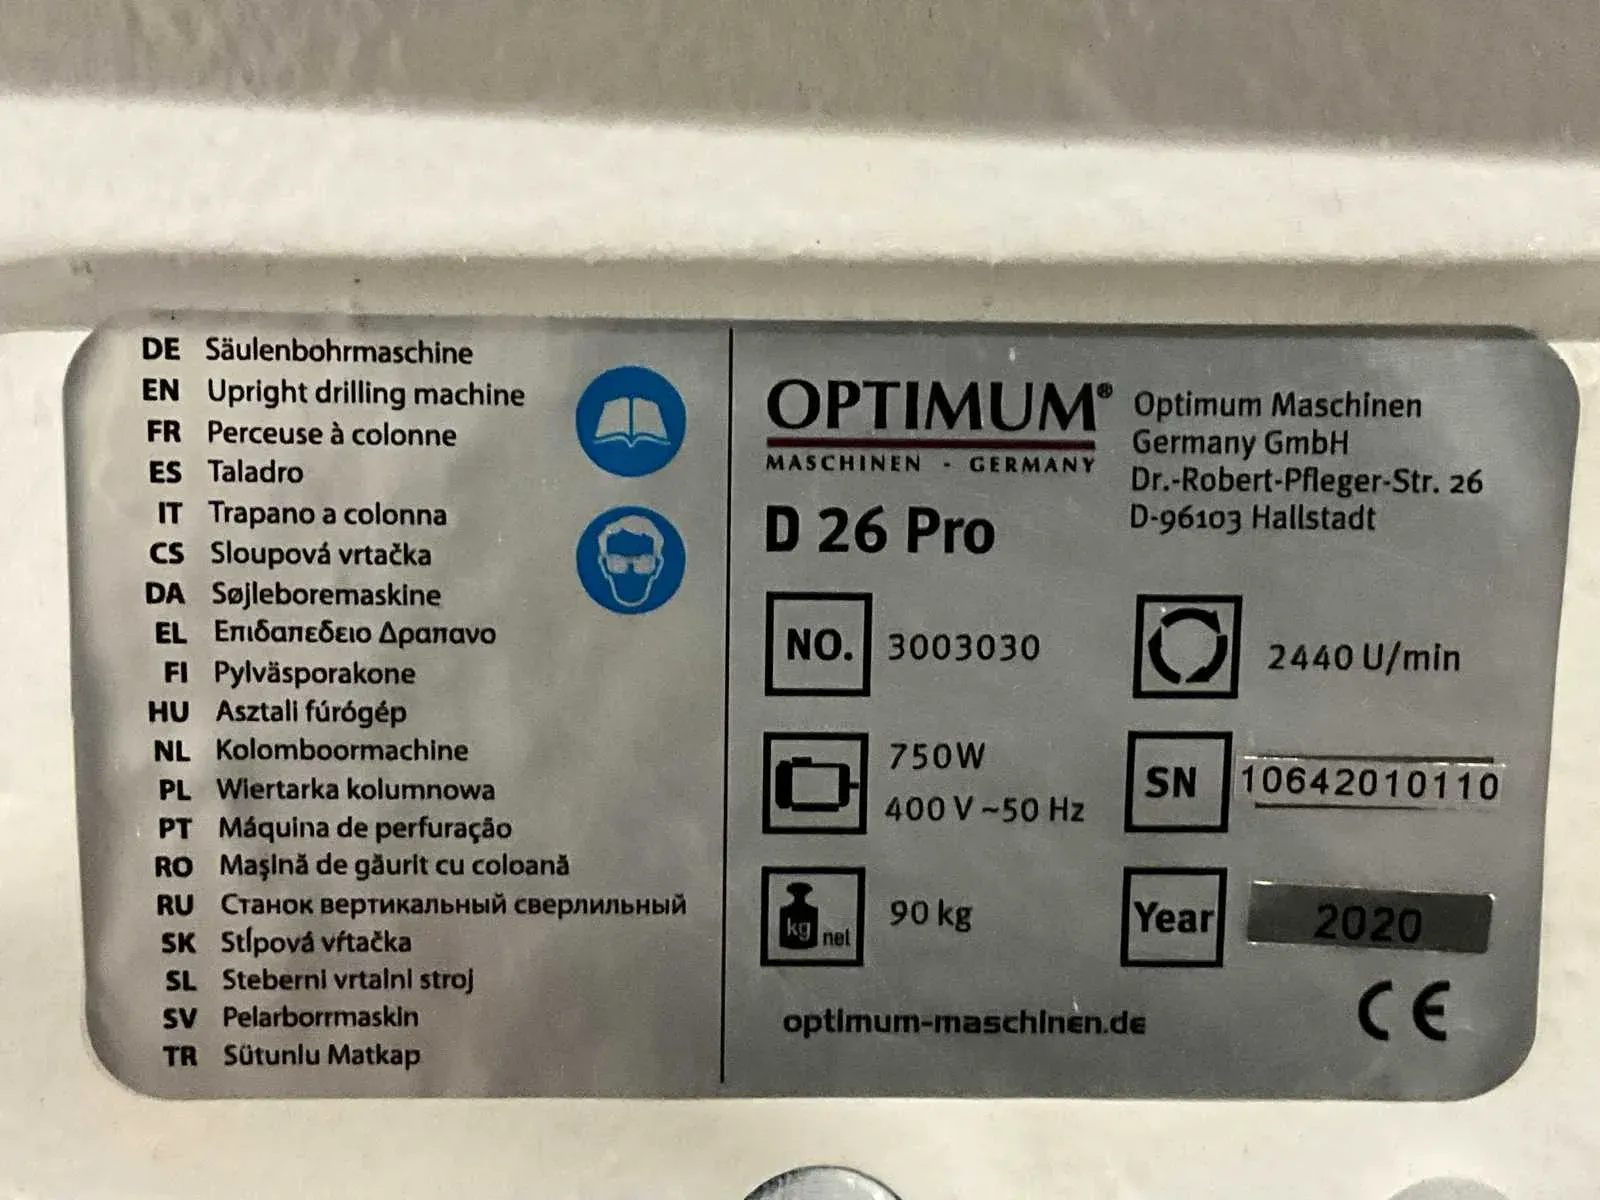 DE Säulenbohrmaschine
EN Upright drilling machine
FR Perceuse à colonne
ES Taladro
IT Trapano a colonna
CS Sloupová vrtačka
DA Søjleboremaskine
EL Επιδαπεδειο Δραπανο
FI Pylväsporakone
HU Asztali fúrógép
NL Kolomboormachine
PL Wiertarka kolumnowa
PT Máquina de perfuração
RO Maşină de găurit cu coloană
RU Станок вертикальный сверлильный
SK Stĺpová vŕtačka
SL Steberni vrtalni stroj
SV Pelarborrmaskin
TR Sütunlu Matkap
OPTIMUM®
MASCHINEN - GERMANY
Optimum Maschinen
Germany GmbH
Dr.-Robert-Pfleger-Str. 26
D-96103 Hallstadt
D 26 Pro
NO. 3003030
2440 U/min
750W
400 V ~50 Hz
SN 10642010110
kg net 90 kg
Year 2020
optimum-maschinen.de
CE